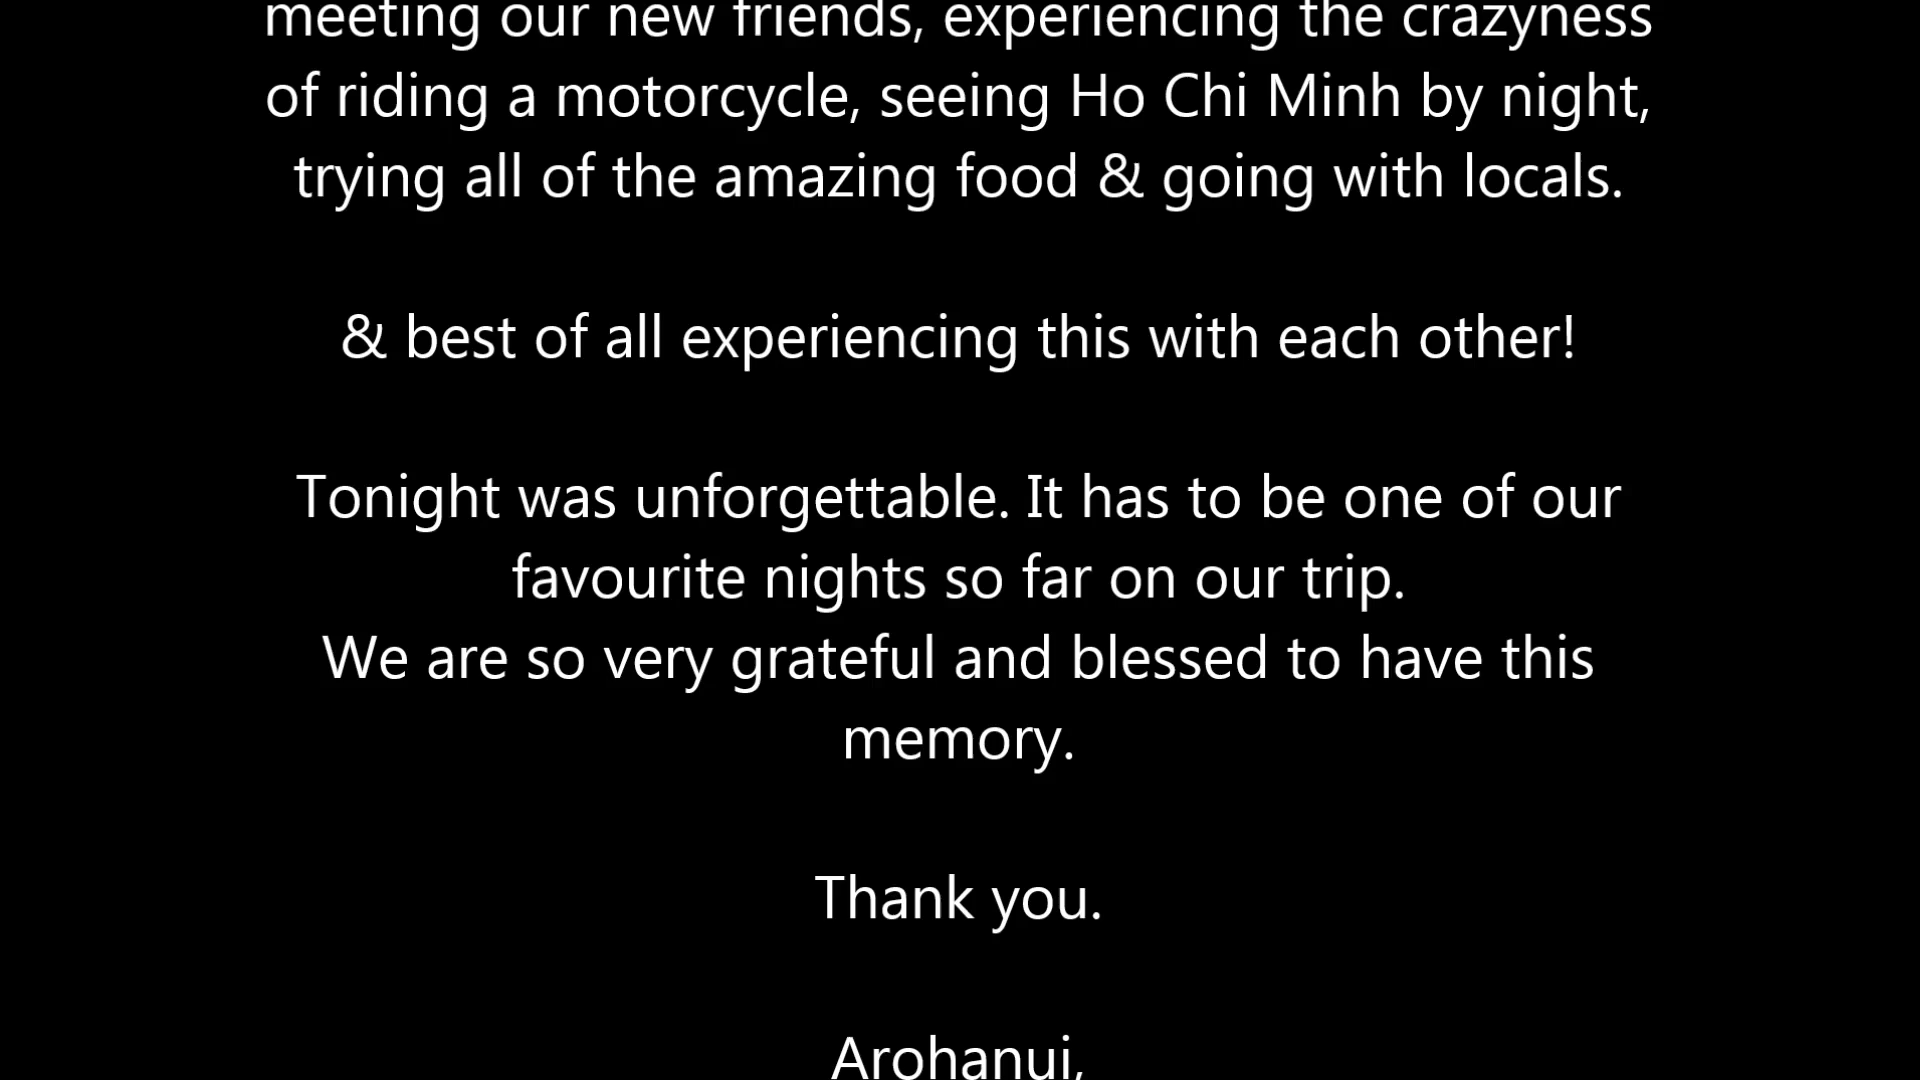 meeting our new friends, experiencing the crazyness
of riding a motorcycle, seeing Ho Chi Minh by night,
trying all of the amazing food & going with locals.
& best of all experiencing this with each other!
Tonight was unforgettable. It has to be one of our
favourite nights so far on our trip.
We are so very grateful and blessed to have this
memory.
Thank you.
Arohanui,